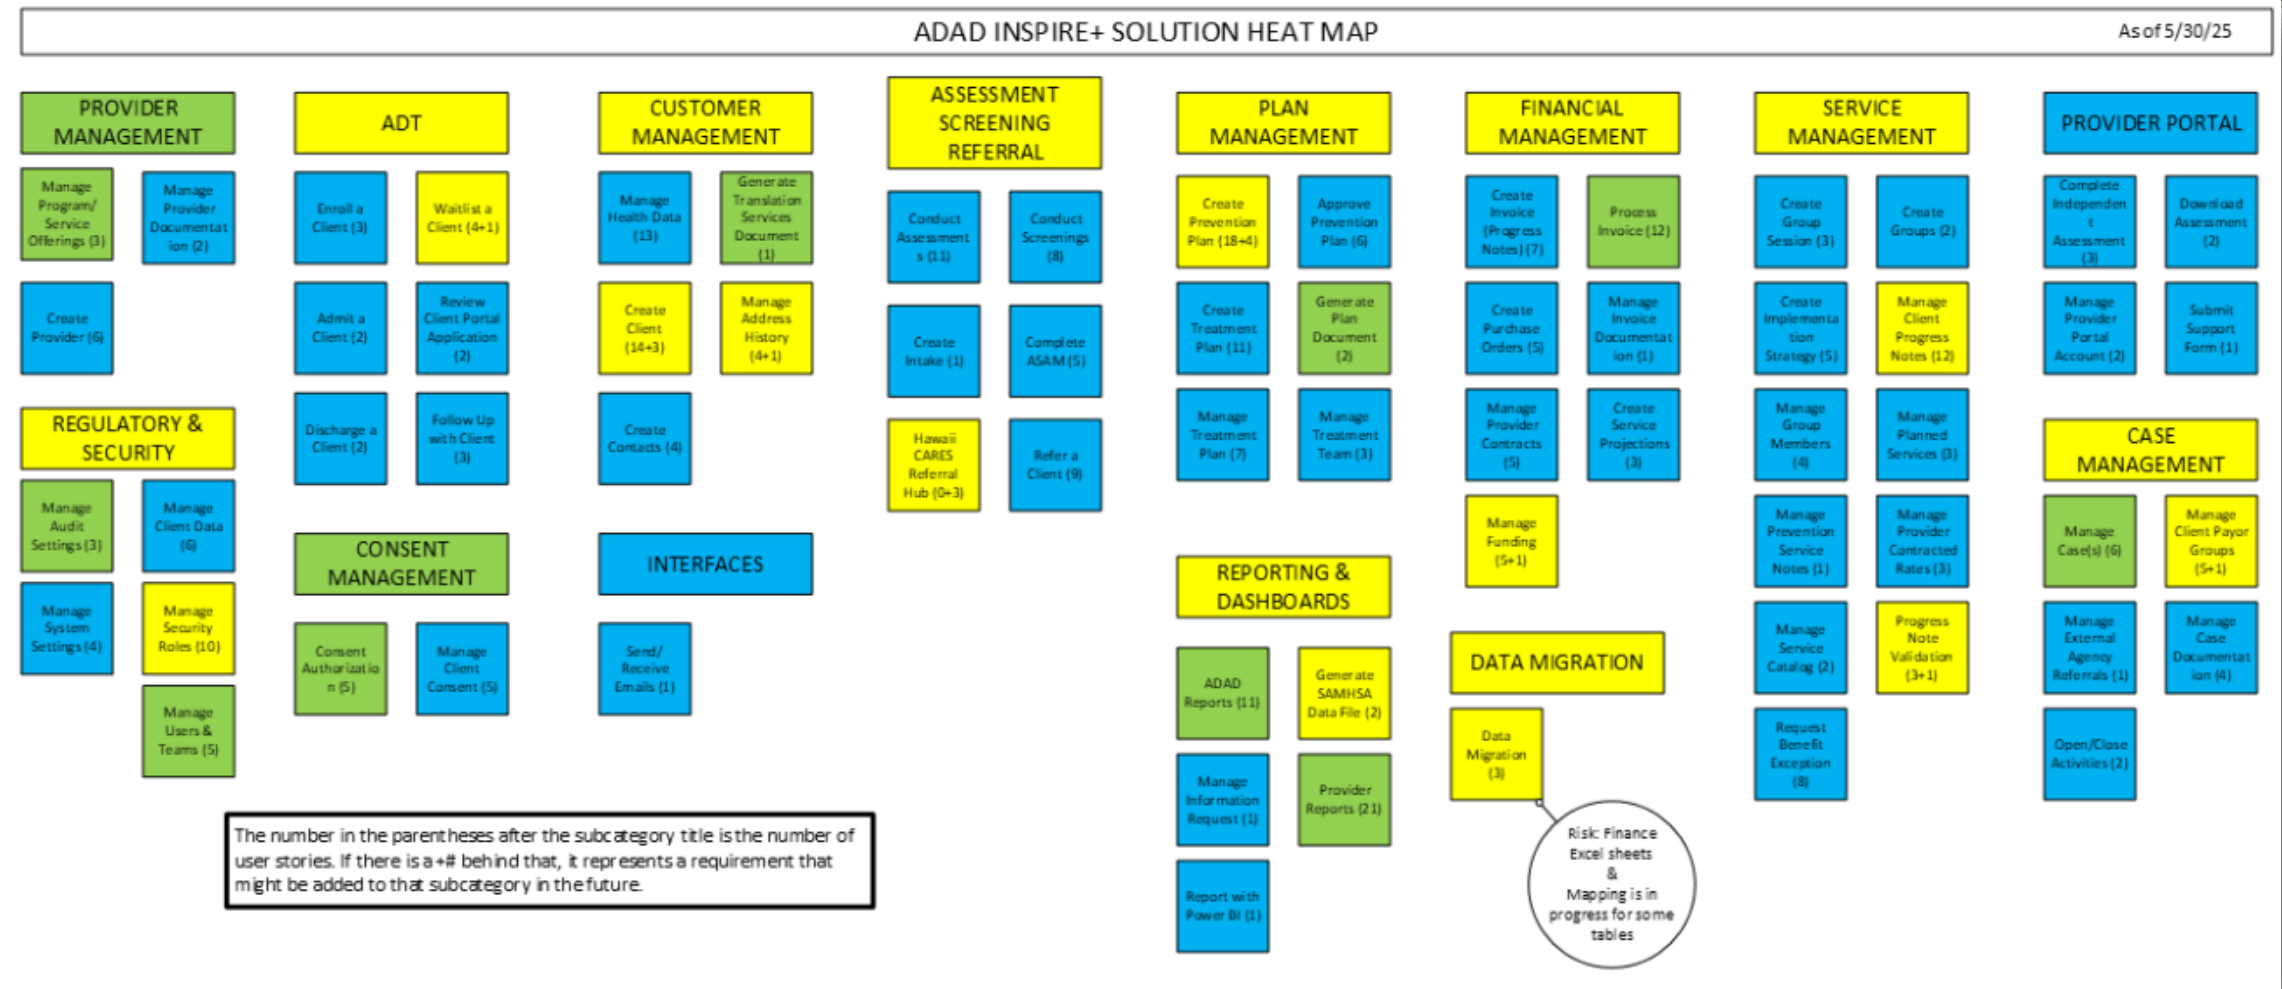 ADAD INSPIRE+ SOLUTION HEAT MAP
As of 5/30/25
PROVIDER
MANAGEMENT
Manage
Program/
Service
Offerings (3)
Manage
Provider
Documentat
ion (2)
Create
Provider (6)
REGULATORY &
SECURITY
Manage
Audit
Settings (3)
Manage
Client Data
(6)
Manage
System
Settings (4)
Manage
Security
Roles (10)
Manage
Users &
Teams (5)
ADT
Enroll a
Client (3)
Waitlist a
Client (4+1)
Admit a
Client (2)
Review
Client Portal
Application
(2)
Discharge a
Client (2)
Follow Up
with Client
(3)
CONSENT
MANAGEMENT
Consent
Authorizatio
n (5)
Manage
Client
Consent (5)
CUSTOMER
MANAGEMENT
Manage
Health Data
(13)
Generate
Translation
Services
Document
(1)
Create
Client
(14+3)
Manage
Address
History
(4+1)
Create
Contacts (4)
INTERFACES
Send/
Receive
Emails (1)
ASSESSMENT
SCREENING
REFERRAL
Conduct
Assessment
s (11)
Conduct
Screenings
(8)
Create
Intake (1)
Complete
ASAM (5)
Hawaii
CARES
Referral
Hub (0+3)
Refer a
Client (9)
PLAN
MANAGEMENT
Create
Prevention
Plan (18+4)
Approve
Prevention
Plan (6)
Create
Treatment
Plan (11)
Generate
Plan
Document
(2)
Manage
Treatment
Plan (7)
Manage
Treatment
Team (3)
REPORTING &
DASHBOARDS
ADAD
Reports (11)
Generate
SAMHSA
Data File (2)
Manage
Information
Request (1)
Provider
Reports (21)
Report with
Power BI (1)
FINANCIAL
MANAGEMENT
Create
Invoice
(Progress
Notes) (7)
Process
Invoice (12)
Create
Purchase
Orders (5)
Manage
Invoice
Documentat
ion (1)
Manage
Provider
Contracts
(5)
Create
Service
Projections
(3)
Manage
Funding
(5+1)
DATA MIGRATION
Data
Migration
(3)
Risk: Finance
Excel sheets
&
Mapping is in
progress for some
tables
SERVICE
MANAGEMENT
Create
Group
Session (3)
Create
Groups (2)
Create
Implementa
tion
Strategy (5)
Manage
Client
Progress
Notes (12)
Manage
Group
Members
(4)
Manage
Planned
Services (3)
Manage
Prevention
Service
Notes (1)
Manage
Provider
Contracted
Rates (3)
Manage
Service
Catalog (2)
Progress
Note
Validation
(3+1)
Request
Benefit
Exception
(8)
PROVIDER PORTAL
Complete
Independen
t
Assessment
(3)
Download
Assessment
(2)
Manage
Provider
Portal
Account (2)
Submit
Support
Form (1)
CASE
MANAGEMENT
Manage
Case(s) (6)
Manage
Client Payor
Groups
(5+1)
Manage
External
Agency
Referrals (1)
Manage
Case
Documentat
ion (4)
Open/Close
Activities (2)
The number in the parentheses after the subcategory title is the number of
user stories. If there is a +# behind that, it represents a requirement that
might be added to that subcategory in the future.